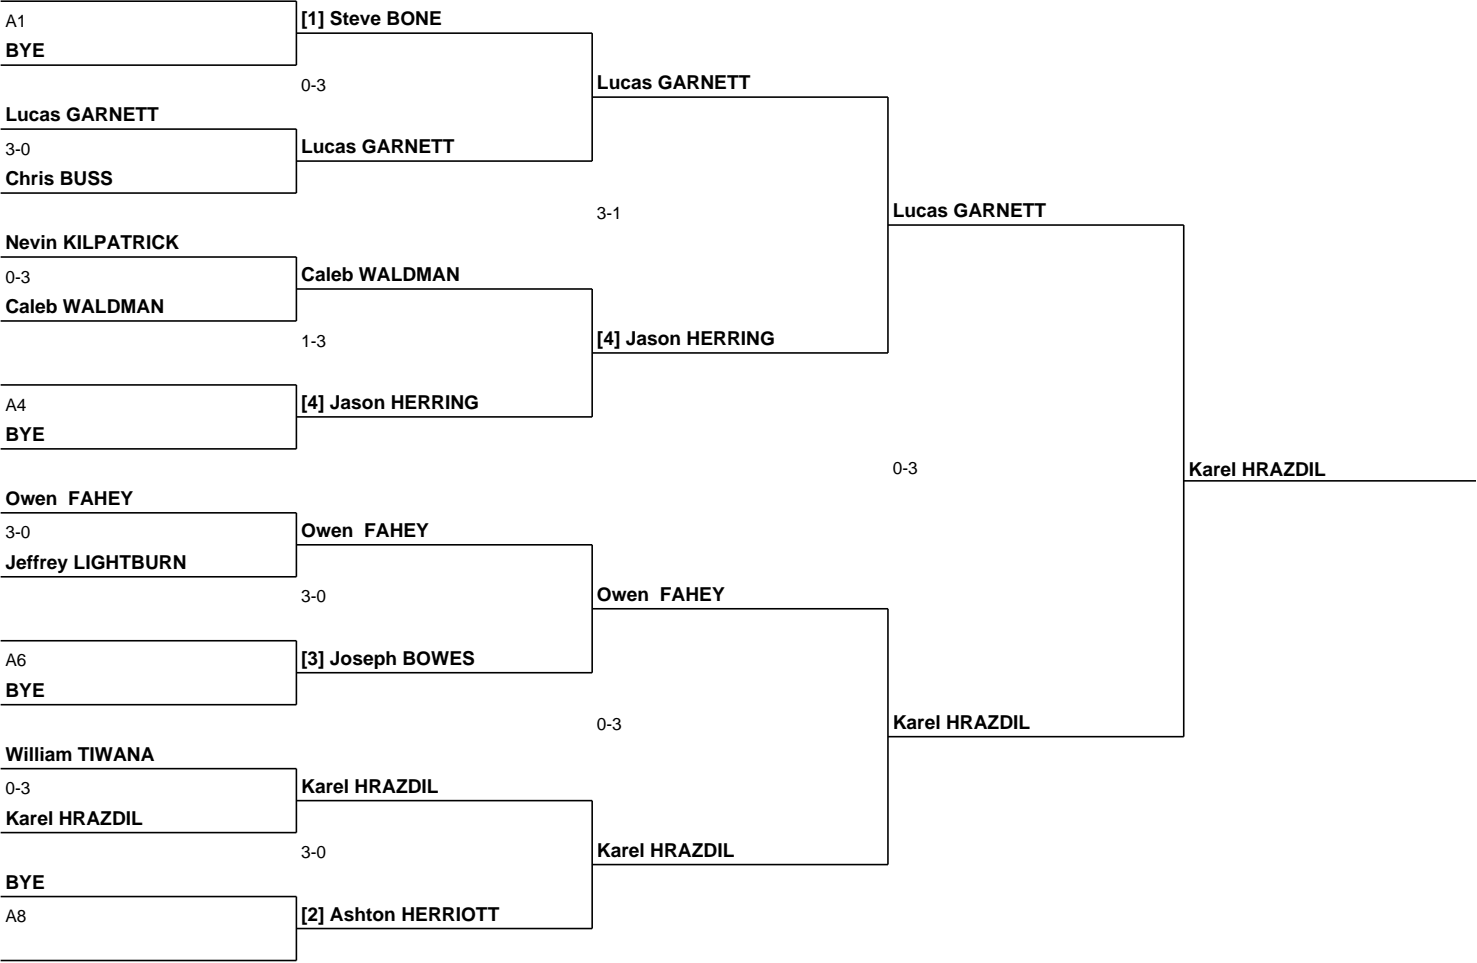 A1
BYE
Lucas GARNETT
3-0
Chris BUSS
Nevin KILPATRICK
0-3
Caleb WALDMAN
A4
BYE
Owen  FAHEY
3-0
Jeffrey LIGHTBURN
A6
BYE
William TIWANA
0-3
Karel HRAZDIL
BYE
A8
[1] Steve BONE
0-3
Lucas GARNETT
Caleb WALDMAN
1-3
[4] Jason HERRING
Owen  FAHEY
3-0
[3] Joseph BOWES
Karel HRAZDIL
3-0
[2] Ashton HERRIOTT
Lucas GARNETT
3-1
[4] Jason HERRING
Owen  FAHEY
0-3
Karel HRAZDIL
Lucas GARNETT
0-3
Karel HRAZDIL
Karel HRAZDIL